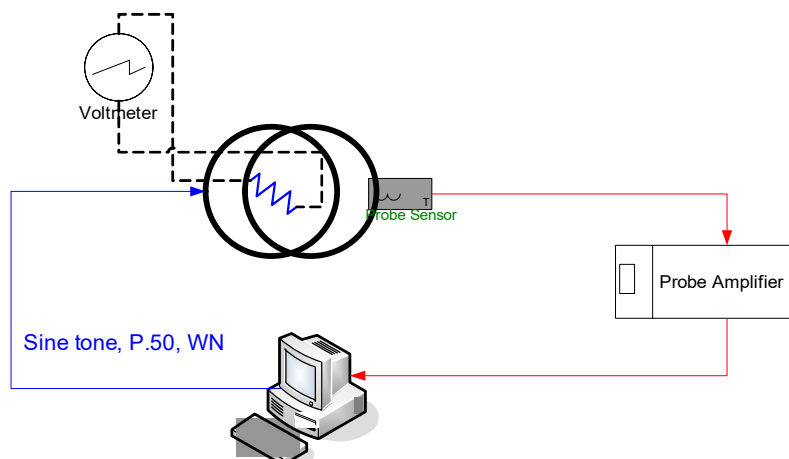 Voltmeter
T
Probe Sensor
Probe Amplifier
Sine tone, P.50, WN